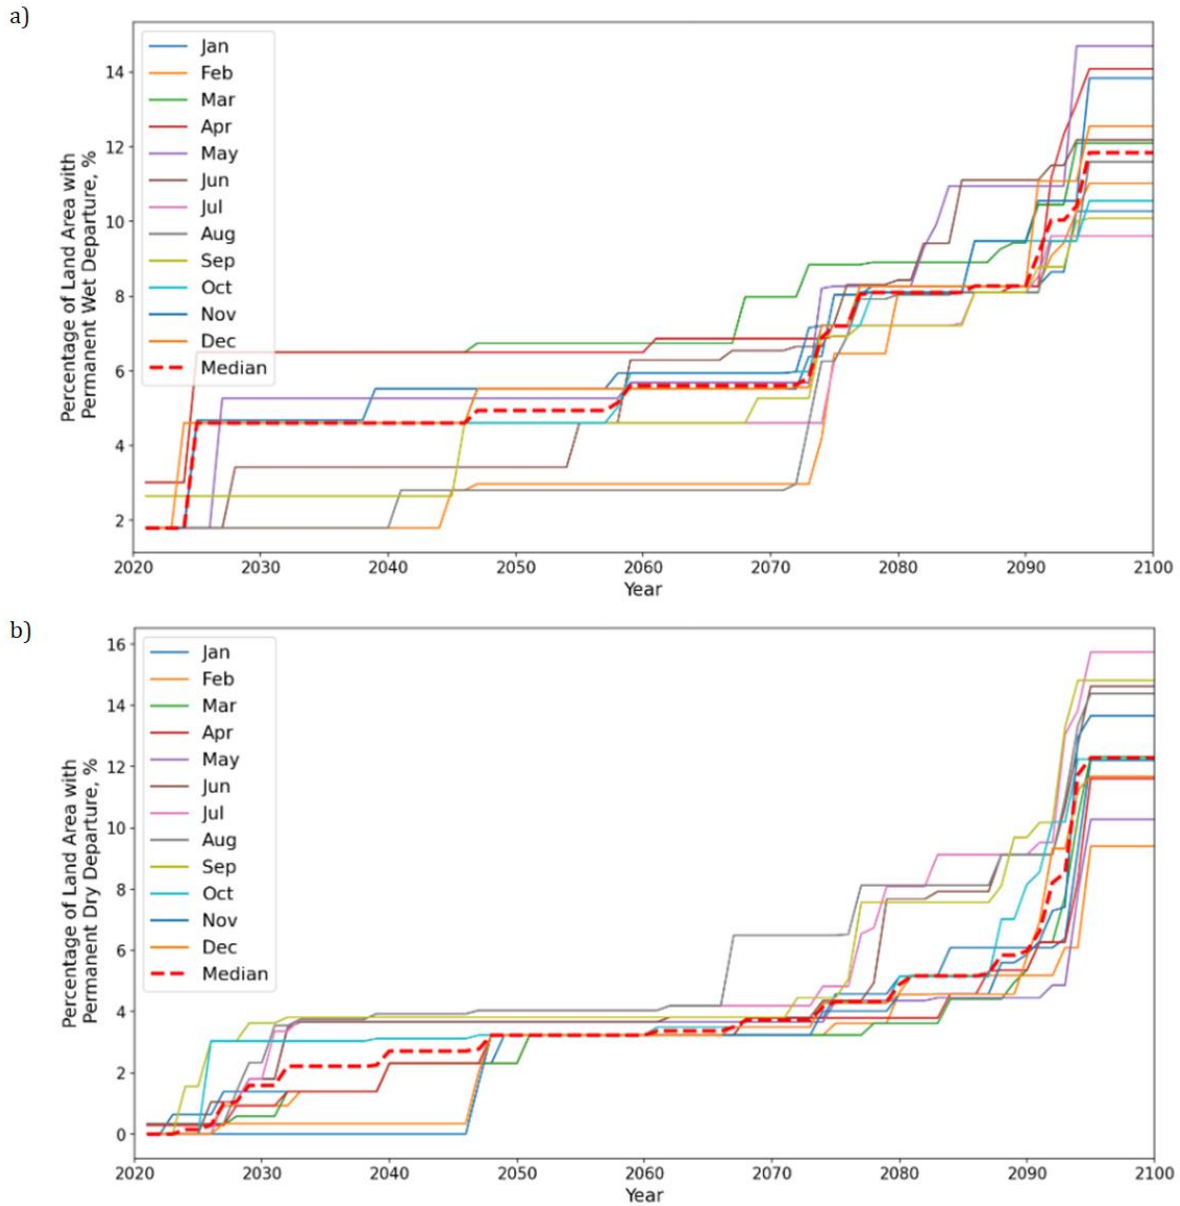 a)
Percentage of Land Area with
Permanent Wet Departure, %
14
12
10
8
6
4
2
Jan
Feb
Mar
Apr
May
Jun
Jul
Aug
Sep
Oct
Nov
Dec
Median
2020 2030 2040 2050 2060 2070 2080 2090 2100
Year
b)
Percentage of Land Area with
Permanent Dry Departure, %
16
14
12
10
8
6
4
2
0
Jan
Feb
Mar
Apr
May
Jun
Jul
Aug
Sep
Oct
Nov
Dec
Median
2020 2030 2040 2050 2060 2070 2080 2090 2100
Year